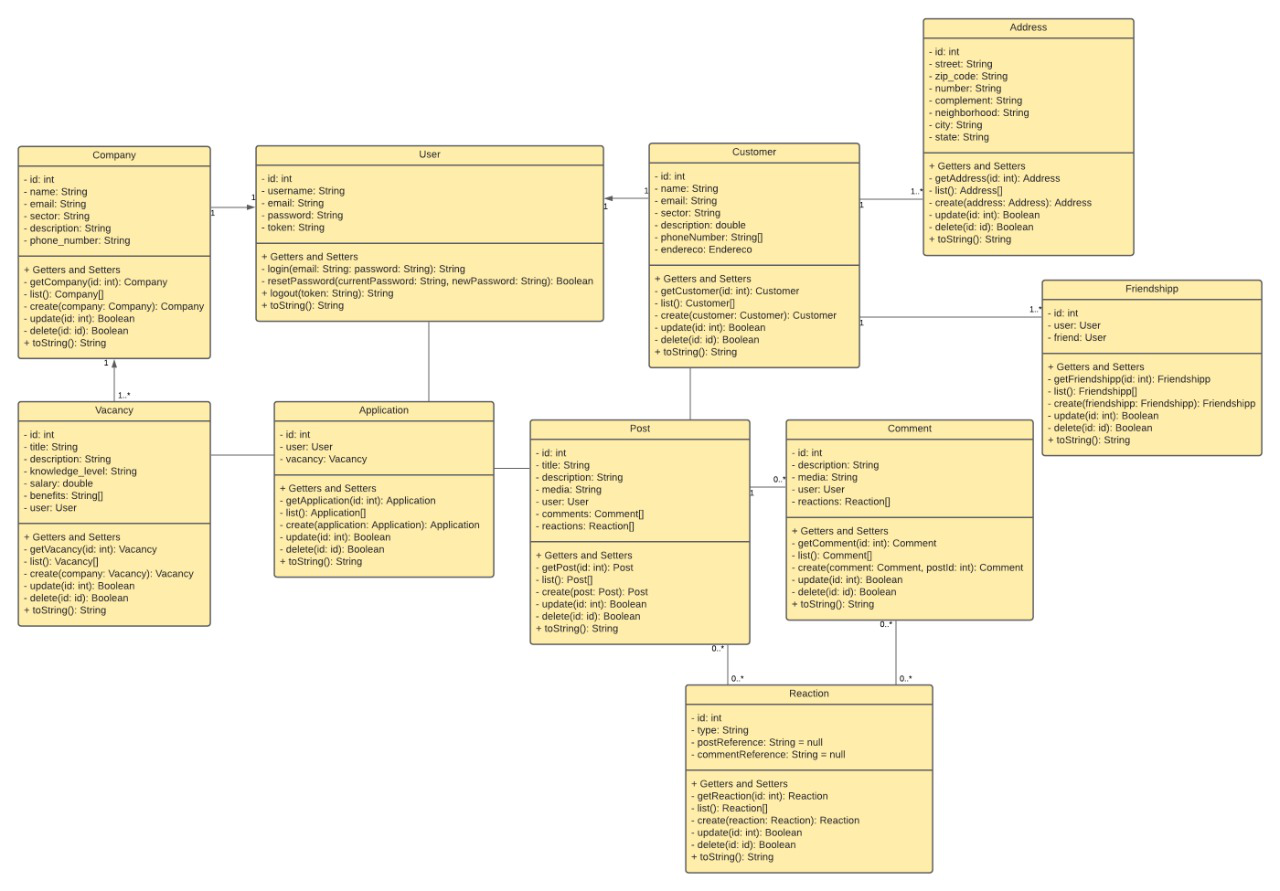 Address
- id: int
- street: String
- zip_code: String
- number: String
- complement: String
- neighborhood: String
- city: String
- state: String
+ Getters and Setters
- getAddress(id: int): Address
- list(): Address[]
- create(address: Address): Address
- update(id: int): Boolean
- delete(id: id): Boolean
+ toString(): String
Company
- id: int
- name: String
- email: String
- sector: String
- description: String
- phone_number: String
+ Getters and Setters
- getCompany(id: int): Company
- list(): Company[]
- create(company: Company): Company
- update(id: int): Boolean
- delete(id: id): Boolean
+ toString(): String
1
1
User
- id: int
- username: String
- email: String
- password: String
- token: String
+ Getters and Setters
- login(email: String: password: String): String
- resetPassword(currentPassword: String, newPassword: String): Boolean
+ logout(token: String): String
+ toString(): String
1
1
Customer
- id: int
- name: String
- email: String
- sector: String
- description: double
- phoneNumber: String[]
- endereco: Endereco
+ Getters and Setters
- getCustomer(id: int): Customer
- list(): Customer[]
- create(customer: Customer): Customer
- update(id: int): Boolean
- delete(id: id): Boolean
+ toString(): String
1
1..*
1
1..*
Friendshipp
- id: int
- user: User
- friend: User
+ Getters and Setters
- getFriendshipp(id: int): Friendshipp
- list(): Friendshipp[]
- create(friendshipp: Friendshipp): Friendshipp
- update(id: int): Boolean
- delete(id: id): Boolean
+ toString(): String
1
1..*
Vacancy
- id: int
- title: String
- description: String
- knowledge_level: String
- salary: double
- benefits: String[]
- user: User
+ Getters and Setters
- getVacancy(id: int): Vacancy
- list(): Vacancy[]
- create(company: Vacancy): Vacancy
- update(id: int): Boolean
- delete(id: id): Boolean
+ toString(): String
Application
- id: int
- user: User
- vacancy: Vacancy
+ Getters and Setters
- getApplication(id: int): Application
- list(): Application[]
- create(application: Application): Application
- update(id: int): Boolean
- delete(id: id): Boolean
+ toString(): String
Post
- id: int
- title: String
- description: String
- media: String
- user: User
- comments: Comment[]
- reactions: Reaction[]
+ Getters and Setters
- getPost(id: int): Post
- list(): Post[]
- create(post: Post): Post
- update(id: int): Boolean
- delete(id: id): Boolean
+ toString(): String
1
0..*
Comment
- id: int
- description: String
- media: String
- user: User
- reactions: Reaction[]
+ Getters and Setters
- getComment(id: int): Comment
- list(): Comment[]
- create(comment: Comment, postId: int): Comment
- update(id: int): Boolean
- delete(id: id): Boolean
+ toString(): String
0..*
0..*
0..*
0..*
Reaction
- id: int
- type: String
- postReference: String = null
- commentReference: String = null
+ Getters and Setters
- getReaction(id: int): Reaction
- list(): Reaction[]
- create(reaction: Reaction): Reaction
- update(id: int): Boolean
- delete(id: id): Boolean
+ toString(): String